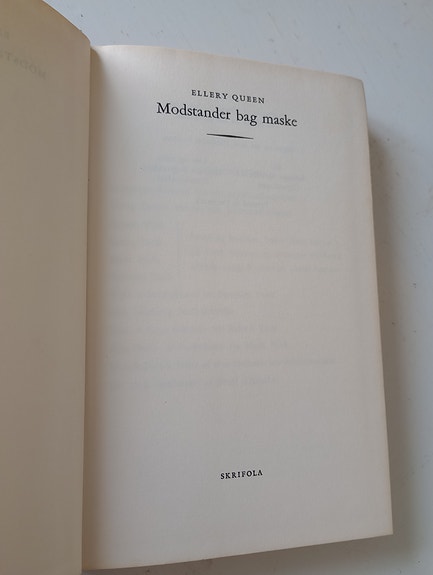 ELLERY QUEEN
Modstander bag maske
SKRIFOLA